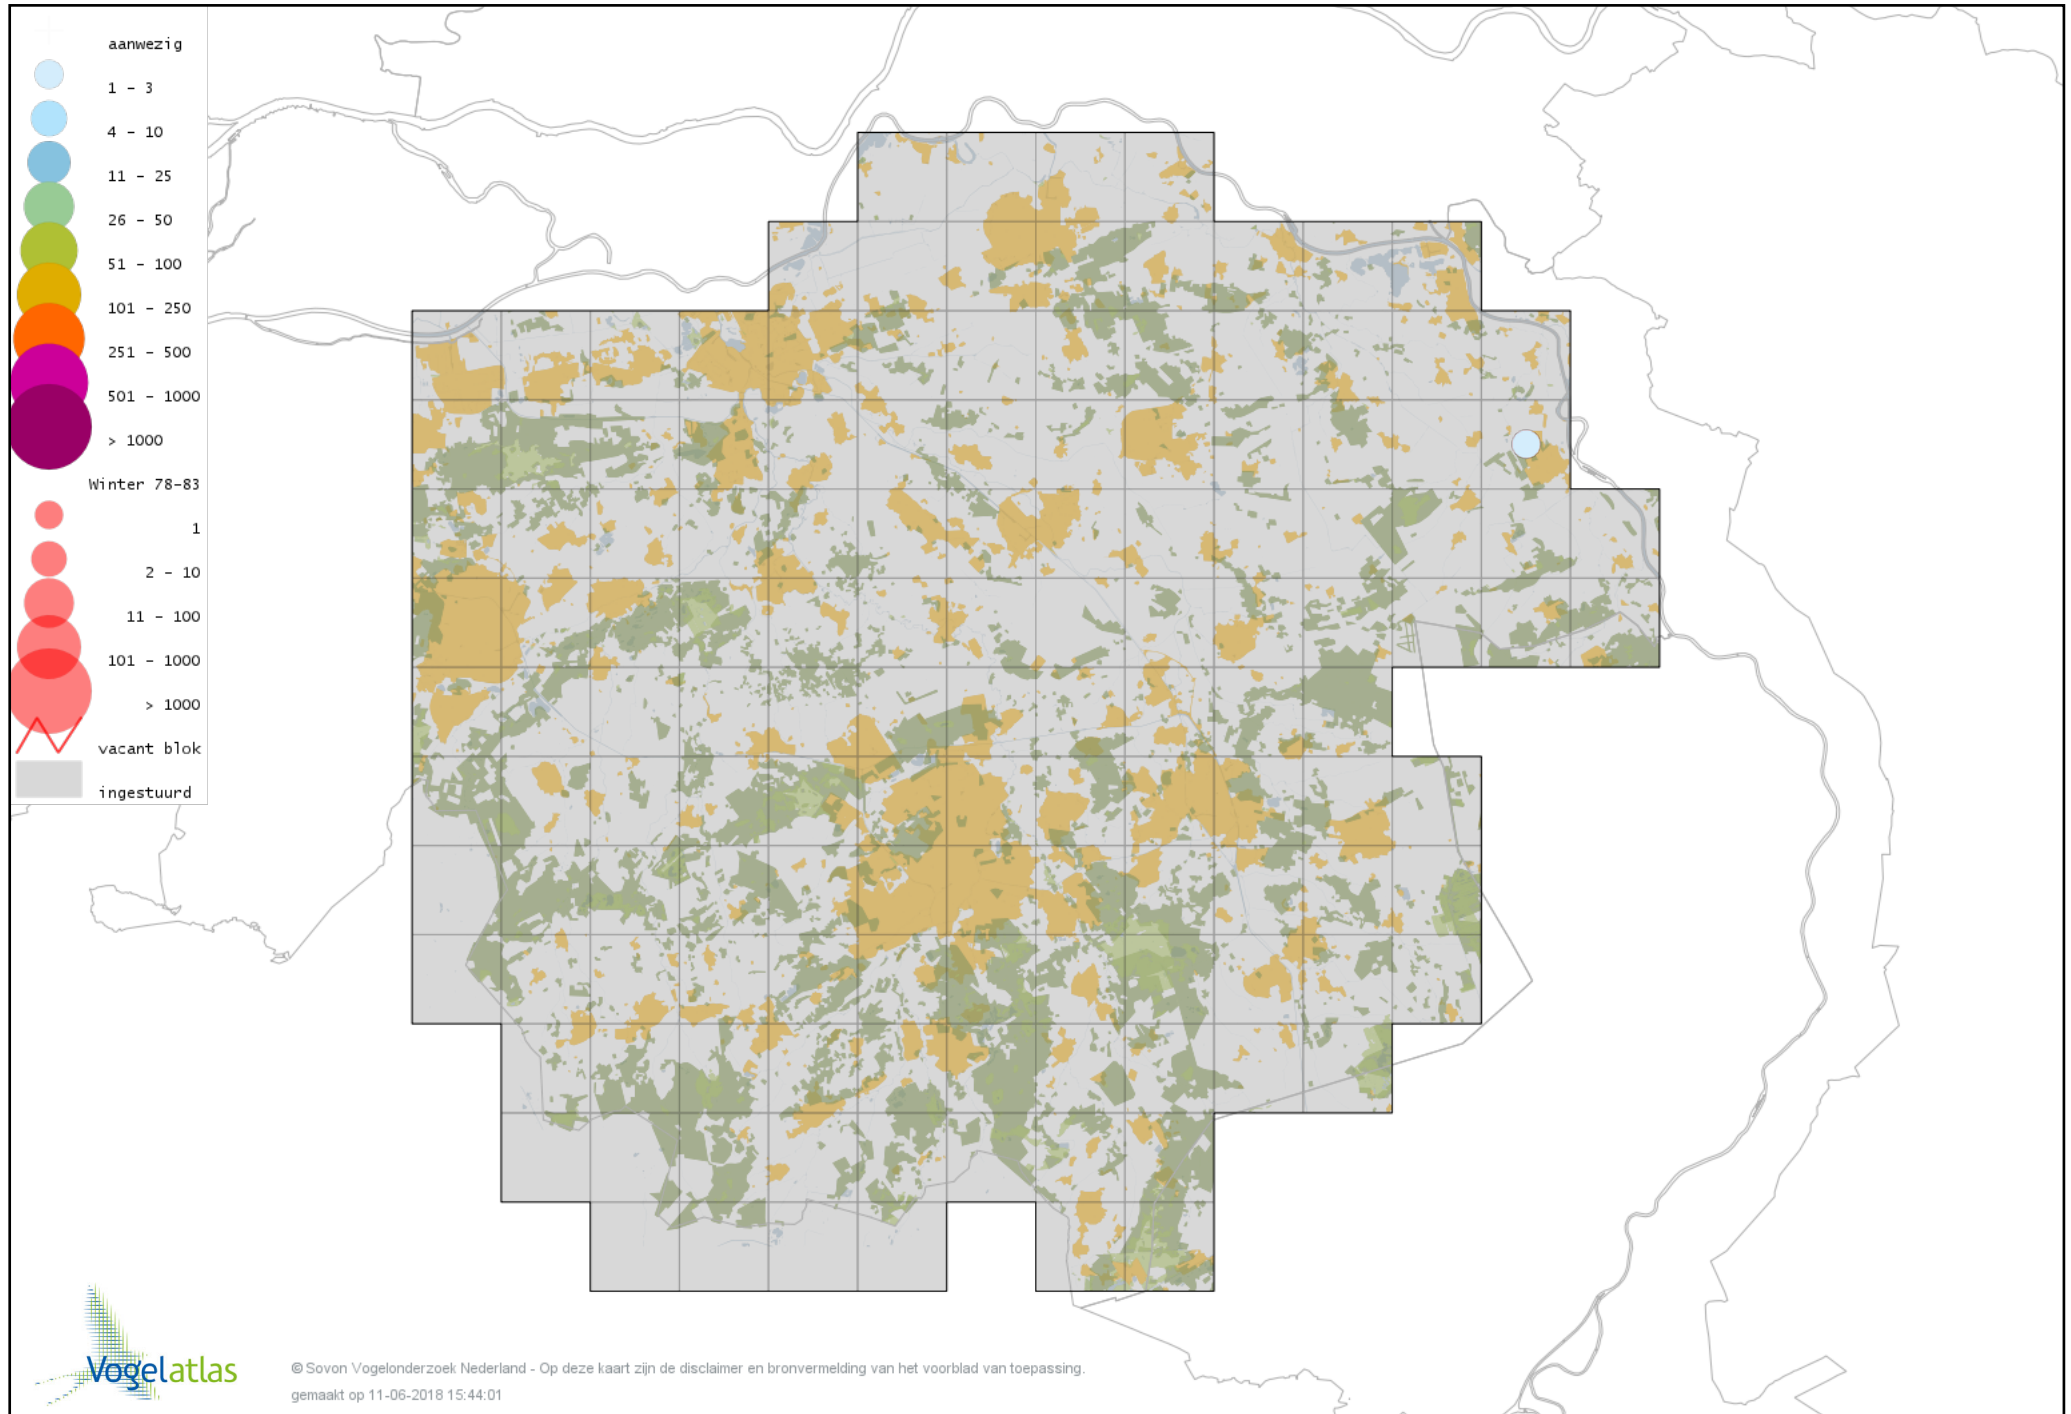 aanwezig
1 - 3
4 - 10
11 - 25
26 - 50
51 - 100
101 - 250
251 - 500
501 - 1000
> 1000
Winter 78-83
1
2 - 10
11 - 100
101 - 1000
> 1000
vacant blok
ingestuurd
Vogelatlas
© Sovon Vogelonderzoek Nederland - Op deze kaart zijn de disclaimer en bronvermelding van het voorblad van toepassing.
gemaakt op 11-06-2018 15:44:01